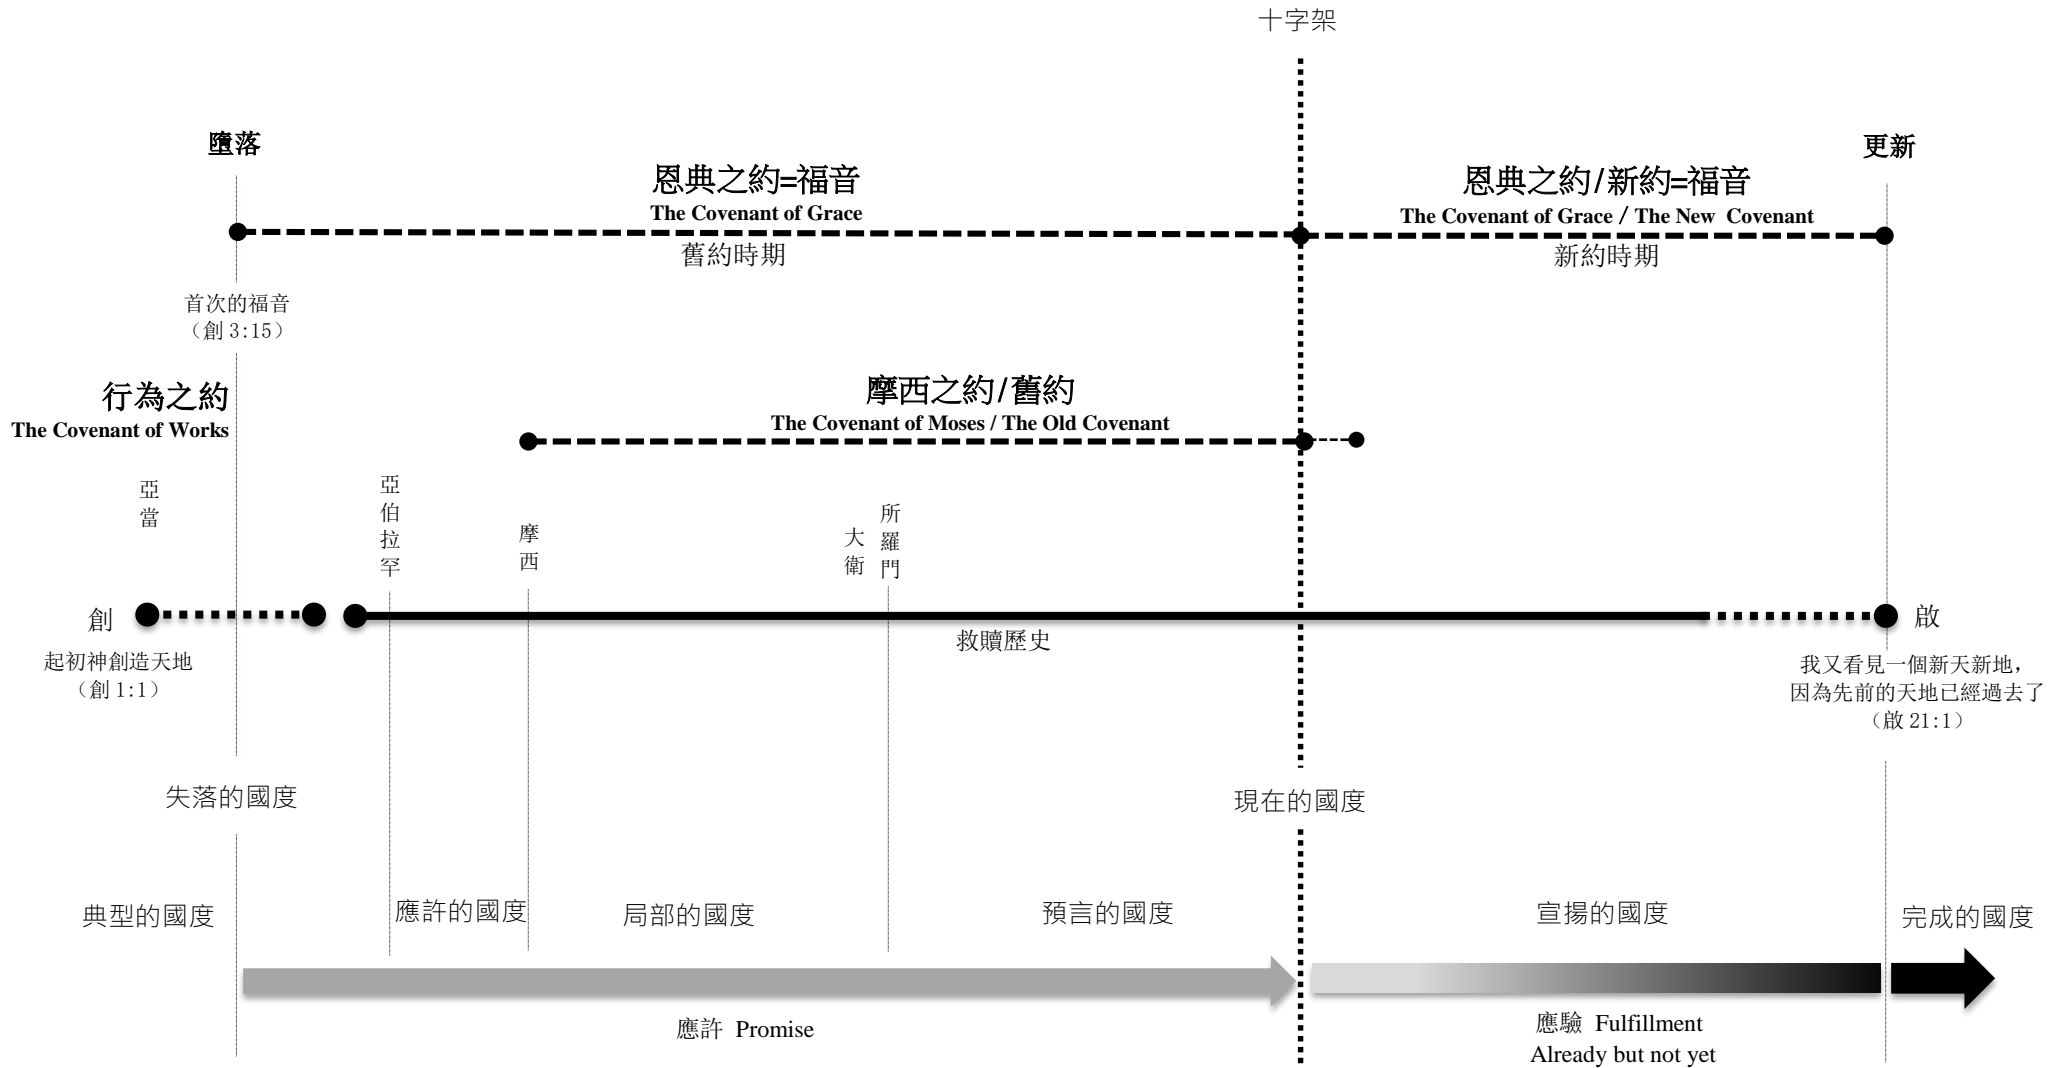 十字架
墮落
更新
恩典之約=福音
The Covenant of Grace
舊約時期
恩典之約/新約=福音
The Covenant of Grace / The New Covenant
新約時期
首次的福音
（創 3:15）
行為之約
The Covenant of Works
摩西之約/舊約
The Covenant of Moses / The Old Covenant
亞當
亞伯拉罕
摩西
大衛
所羅門
創
啟
救贖歷史
起初神創造天地
（創 1:1）
我又看見一個新天新地，
因為先前的天地已經過去了
（啟 21:1）
失落的國度
現在的國度
典型的國度
應許的國度
局部的國度
預言的國度
宣揚的國度
完成的國度
應許 Promise
應驗 Fulfillment
Already but not yet